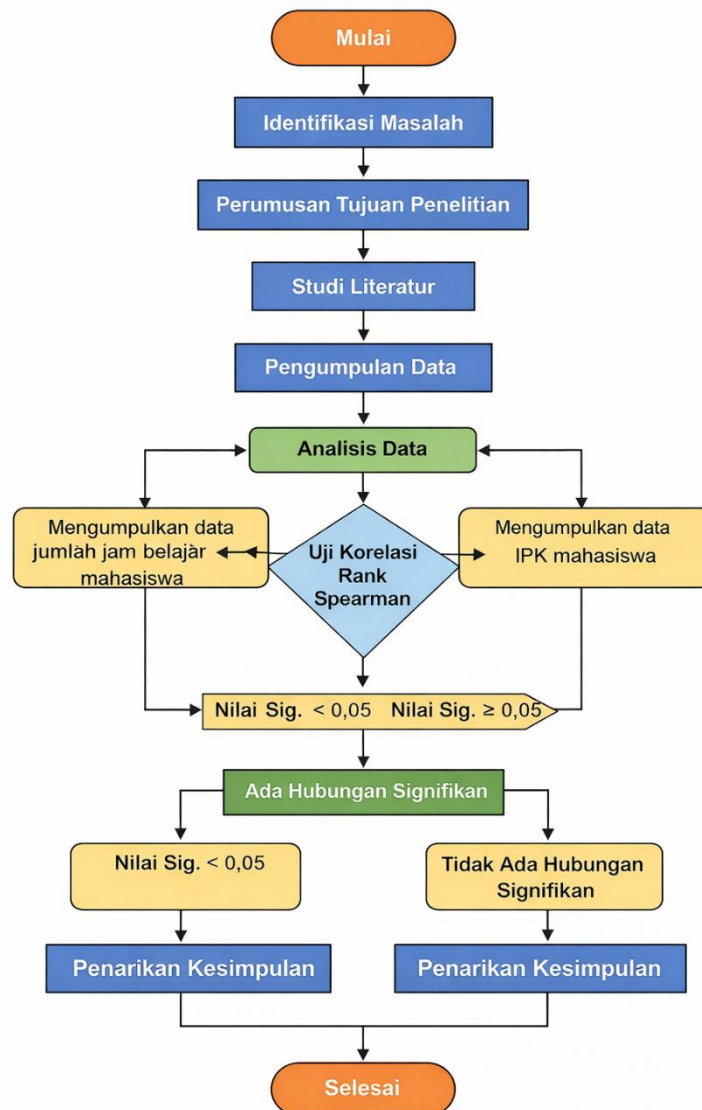 Mulai
Identifikasi Masalah
Perumusan Tujuan Penelitian
Studi Literatur
Pengumpulan Data
Analisis Data
Mengumpulkan data
jumlah jam belajar
mahasiswa
Uji Korelasi
Rank
Spearman
Mengumpulkan data
IPK mahasiswa
Nilai Sig. < 0,05 Nilai Sig. ≥ 0,05
Ada Hubungan Signifikan
Nilai Sig. < 0,05
Tidak Ada Hubungan
Signifikan
Penarikan Kesimpulan
Penarikan Kesimpulan
Selesai